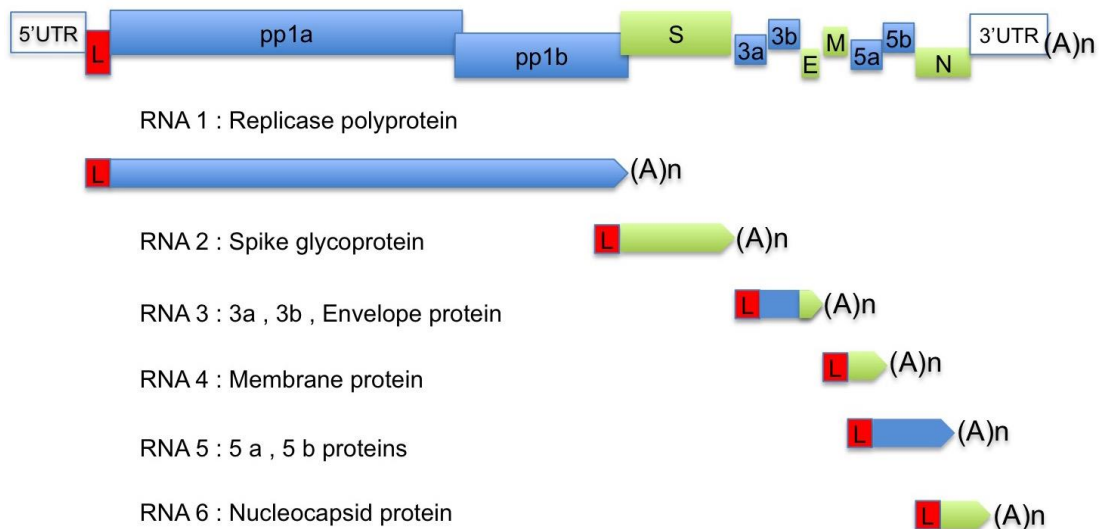 5'UTR L pp1a pp1b S 3a 3b E M 5a 5b N 3'UTR (A)n
RNA 1 : Replicase polyprotein
L (A)n
RNA 2 : Spike glycoprotein L (A)n
RNA 3 : 3a , 3b , Envelope protein L (A)n
RNA 4 : Membrane protein L (A)n
RNA 5 : 5 a , 5 b proteins L (A)n
RNA 6 : Nucleocapsid protein L (A)n